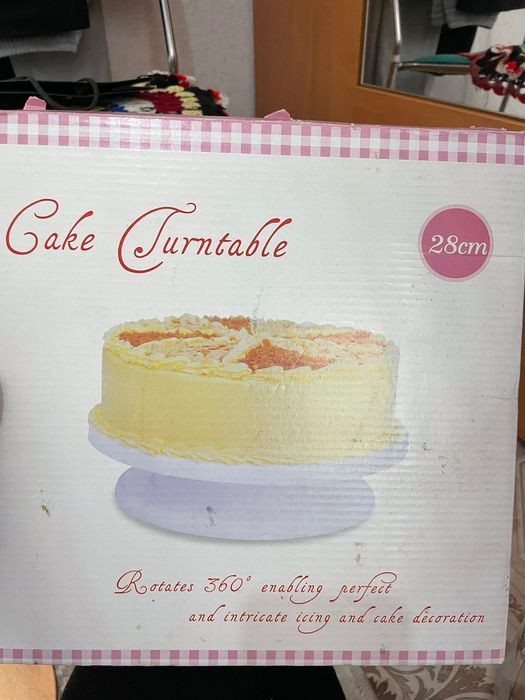 Cake Turntable
28cm
Rotates 360° enabling perfect
and intricate icing and cake decoration